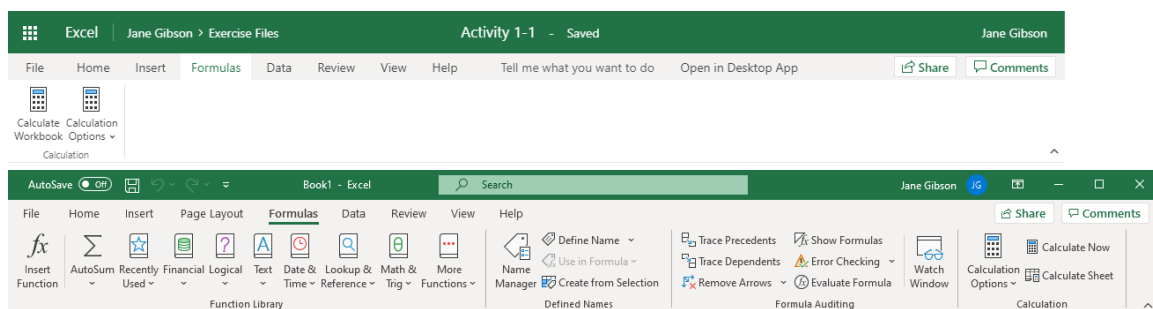 Excel Jane Gibson > Exercise Files Activity 1-1 - Saved Jane Gibson
File Home Insert Formulas Data Review View Help Tell me what you want to do Open in Desktop App Share Comments
Calculate Calculation
Workbook Options
Calculation
AutoSave Off Book1 - Excel Search Jane Gibson JG
File Home Insert Page Layout Formulas Data Review View Help Share Comments
fx Insert Function
AutoSum
Recently Used
Financial
Logical
Text
Date & Time
Lookup & Reference
Math & Trig
More Functions
Function Library
Name Manager
Define Name
Use in Formula
Create from Selection
Defined Names
Trace Precedents
Trace Dependents
Remove Arrows
Show Formulas
Error Checking
Evaluate Formula
Formula Auditing
Watch Window
Calculation Options
Calculate Now
Calculate Sheet
Calculation